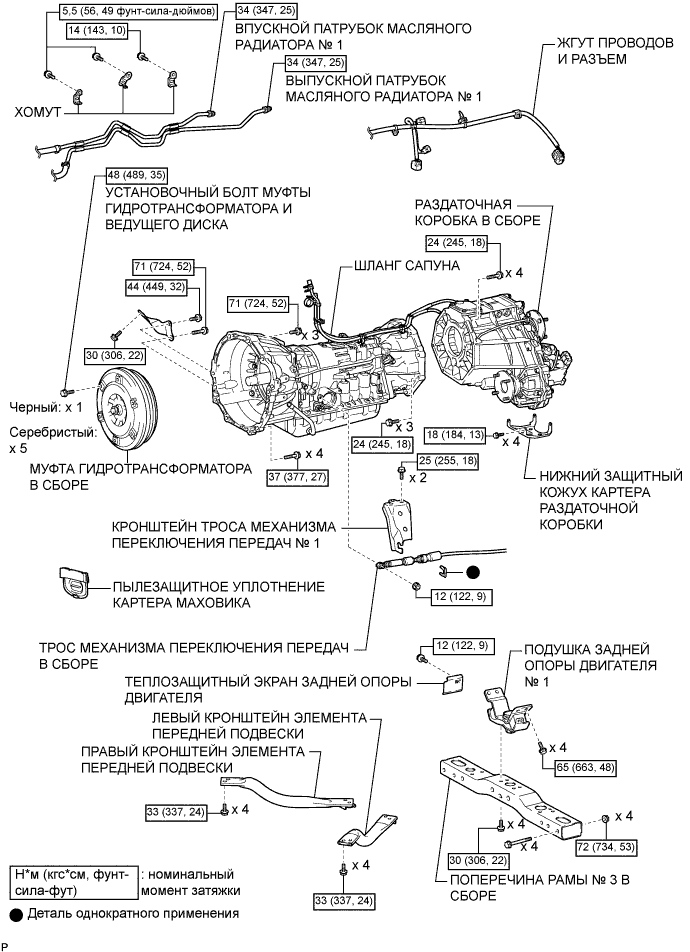 5,5 (56, 49 фунт-сила-дюймов)
14 (143, 10)
34 (347, 25)
ВПУСКНОЙ ПАТРУБОК МАСЛЯНОГО
РАДИАТОРА № 1
34 (347, 25)
ВЫПУСКНОЙ ПАТРУБОК
МАСЛЯНОГО РАДИАТОРА № 1
ЖГУТ ПРОВОДОВ
И РАЗЪЕМ
ХОМУТ
48 (489, 35)
УСТАНОВОЧНЫЙ БОЛТ МУФТЫ
ГИДРОТРАНСФОРМАТОРА И
ВЕДУЩЕГО ДИСКА
РАЗДАТОЧНАЯ
КОРОБКА В СБОРЕ
24 (245, 18)
x 4
ШЛАНГ САПУНА
71 (724, 52)
44 (449, 32)
71 (724, 52)
x 3
30 (306, 22)
Черный: x 1
Серебристый:
x 5
МУФТА ГИДРОТРАНСФОРМАТОРА
В СБОРЕ
x 3
24 (245, 18)
18 (184, 13)
x 4
x 4
37 (377, 27)
25 (255, 18)
x 2
НИЖНИЙ ЗАЩИТНЫЙ
КОЖУХ КАРТЕРА
РАЗДАТОЧНОЙ
КОРОБКИ
КРОНШТЕЙН ТРОСА МЕХАНИЗМА
ПЕРЕКЛЮЧЕНИЯ ПЕРЕДАЧ № 1
ПЫЛЕЗАЩИТНОЕ УПЛОТНЕНИЕ
КАРТЕРА МАХОВИКА
12 (122, 9)
ТРОС МЕХАНИЗМА ПЕРЕКЛЮЧЕНИЯ ПЕРЕДАЧ
В СБОРЕ
12 (122, 9)
ПОДУШКА ЗАДНЕЙ
ОПОРЫ ДВИГАТЕЛЯ
№ 1
ТЕПЛОЗАЩИТНЫЙ ЭКРАН ЗАДНЕЙ ОПОРЫ
ДВИГАТЕЛЯ
ЛЕВЫЙ КРОНШТЕЙН ЭЛЕМЕНТА
ПЕРЕДНЕЙ ПОДВЕСКИ
ПРАВЫЙ КРОНШТЕЙН ЭЛЕМЕНТА
ПЕРЕДНЕЙ ПОДВЕСКИ
x 4
65 (663, 48)
33 (337, 24)
x 4
x 4
x 4
x 4
72 (734, 53)
30 (306, 22)
x 4
33 (337, 24)
ПОПЕРЕЧИНА РАМЫ № 3 В
СБОРЕ
Н*м (кгс*см, фунт-
сила-фут)
: номинальный
момент затяжки
Деталь однократного применения
P